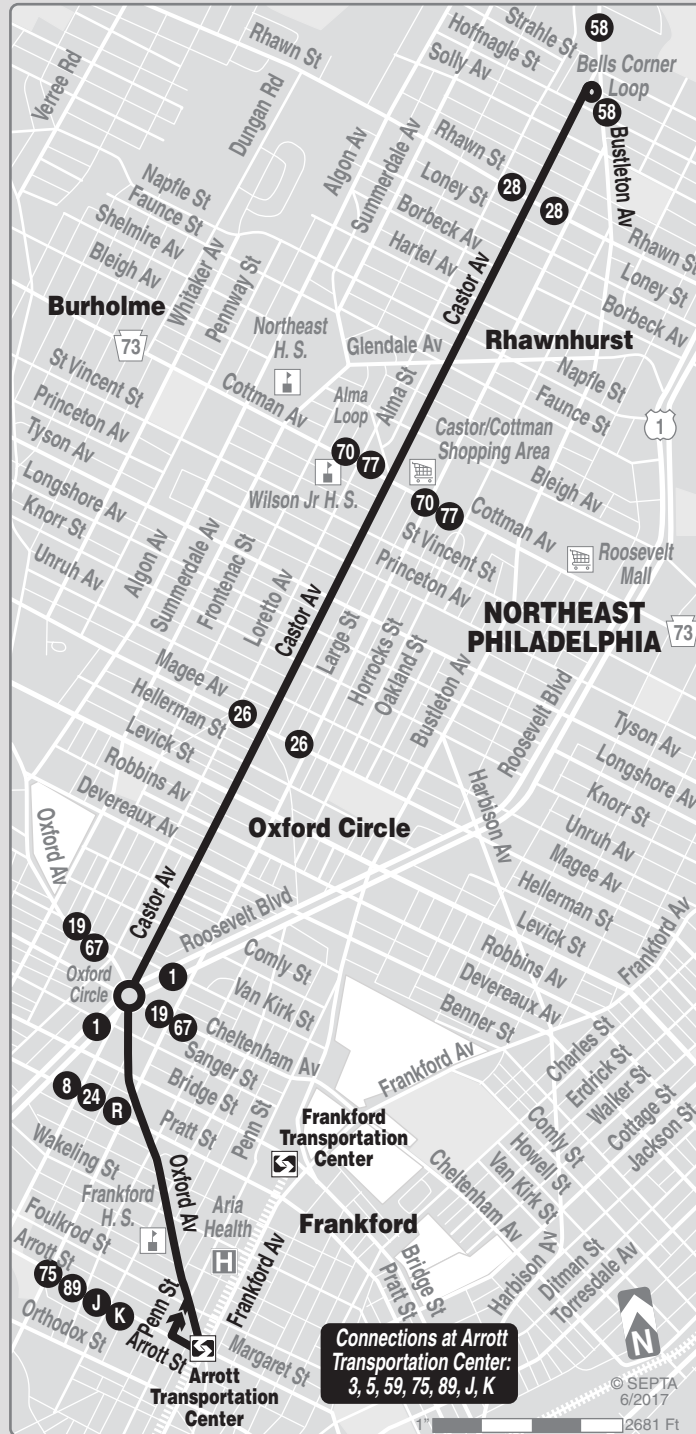 Strahle St
58
Hoffnagle St
Solly Av
Bells Corner
Loop
58
Rhawn St
Verree Rd
Dungan Rd
Algon Av
Summerdale Av
Rhawn St
Loney St
28
28
Bustleton Av
Borbeck Av
Hartel Av
Castor Av
Rhawn St
Loney St
Borbeck Av
Napfle St
Faunce St
Shelmire Av
Bleigh Av
Whitaker Av
Pennway St
Burholme
73
Northeast
H. S.
Glendale Av
Rhawnhurst
Napfle St
Faunce St
1
St Vincent St
Princeton Av
Tyson Av
Longshore Av
Knorr St
Unruh Av
Cottman Av
Alma
Loop
Alma St
Castor/Cottman
Shopping Area
70
77
Wilson Jr H. S.
70
77
Bleigh Av
Cottman Av
Roosevelt
Mall
St Vincent St
Princeton Av
NORTHEAST
PHILADELPHIA
73
Algon Av
Summerdale Av
Frontenac St
Loretto Av
Castor Av
Large St
Horrocks St
Oakland St
Bustleton Av
Roosevelt Blvd
Magee Av
Hellerman St
Levick St
Robbins Av
Devereaux Av
26
26
Oxford Circle
Harbison Av
Tyson Av
Longshore Av
Knorr St
Unruh Av
Magee Av
Hellerman St
Levick St
Robbins Av
Devereaux Av
Benner St
Frankford Av
Oxford Av
Castor Av
Roosevelt Blvd
19
67
Oxford
Circle
1
1
19
67
Comly St
Van Kirk St
Cheltenham Av
Sanger St
Bridge St
Pratt St
Penn St
Frankford Av
Charles St
Erdrick St
Walker St
Cottage St
Jackson St
8
24
R
Wakeling St
Frankford
H. S.
Foulkrod St
Arrott St
Oxford Av
Aria
Health
H
Frankford
Transportation
Center
Frankford
Frankford Av
Comly St
Howell St
Van Kirk St
Cheltenham Av
Harbison Av
Ditman St
Torresdale Av
Bridge St
Pratt St
75
89
J
K
Orthodox St
Penn St
Arrott St
Margaret St
Arrott
Transportation
Center
Connections at Arrott
Transportation Center:
3, 5, 59, 75, 89, J, K
N
© SEPTA
6/2017
1"
2681 Ft